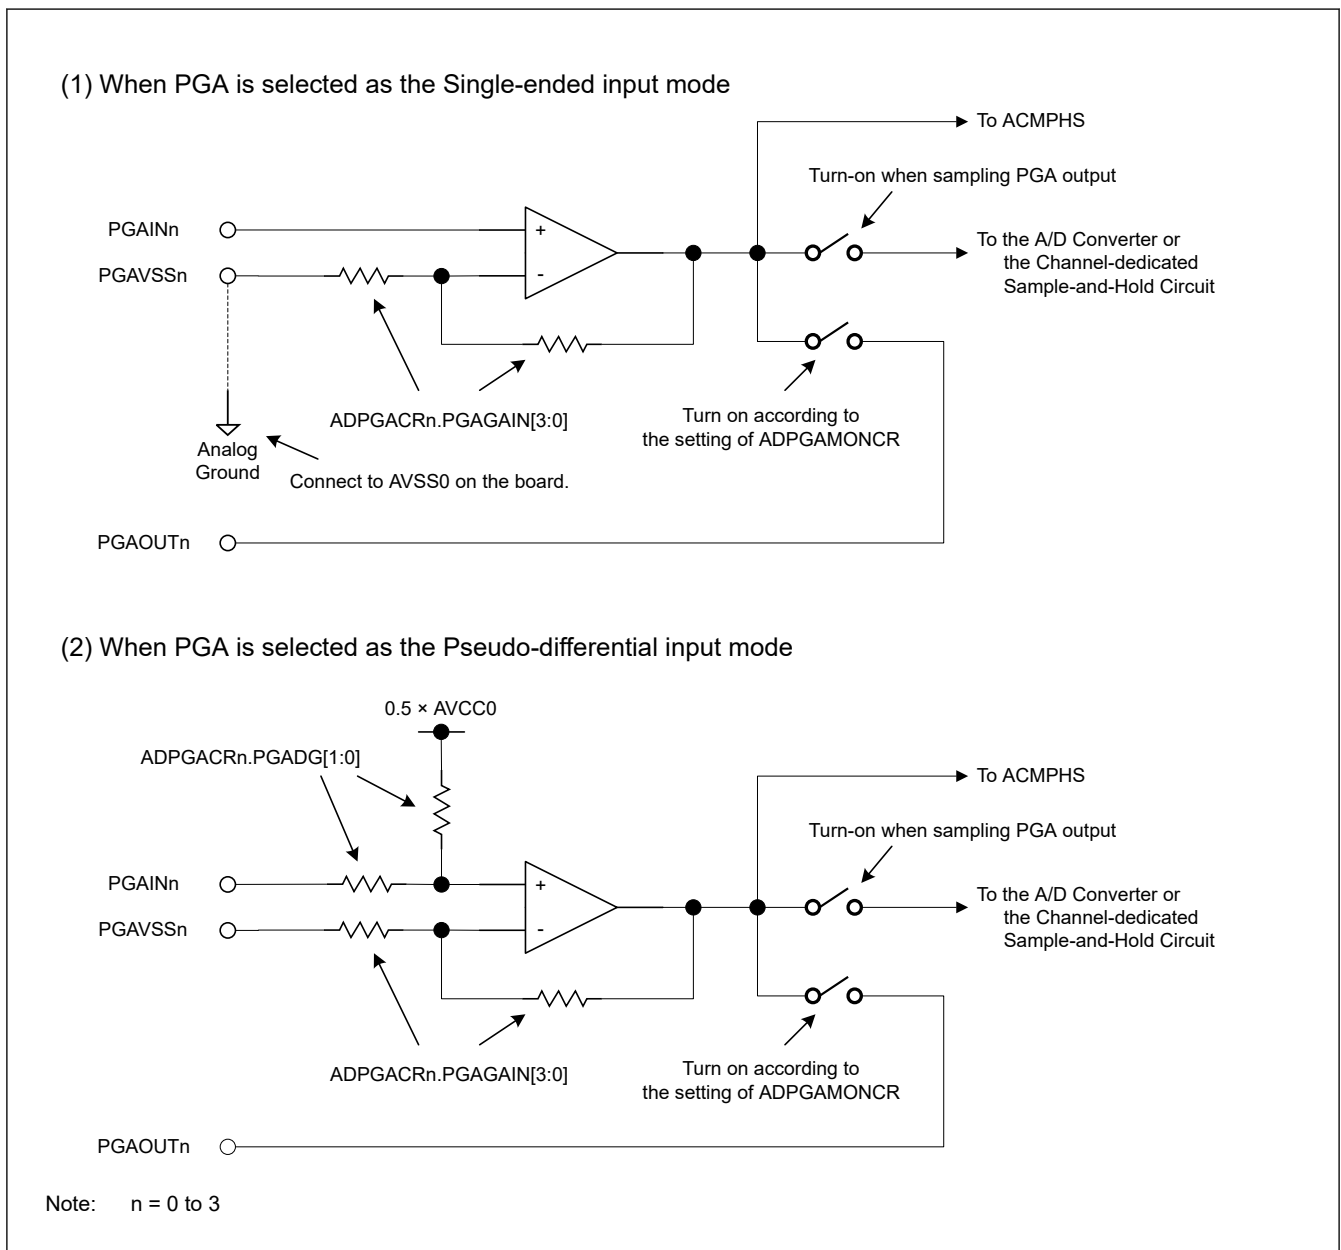 (1) When PGA is selected as the Single-ended input mode
To ACMPHS
Turn-on when sampling PGA output
PGAINn
+
To the A/D Converter or
the Channel-dedicated
Sample-and-Hold Circuit
PGAVSSn
-
ADPGACRn.PGAGAIN[3:0]
Turn on according to
the setting of ADPGAMONCR
Analog
Ground
Connect to AVSS0 on the board.
PGAOUTn
(2) When PGA is selected as the Pseudo-differential input mode
0.5 × AVCC0
ADPGACRn.PGADG[1:0]
To ACMPHS
Turn-on when sampling PGA output
PGAINn
+
To the A/D Converter or
the Channel-dedicated
Sample-and-Hold Circuit
PGAVSSn
-
ADPGACRn.PGAGAIN[3:0]
Turn on according to
the setting of ADPGAMONCR
PGAOUTn
Note: n = 0 to 3